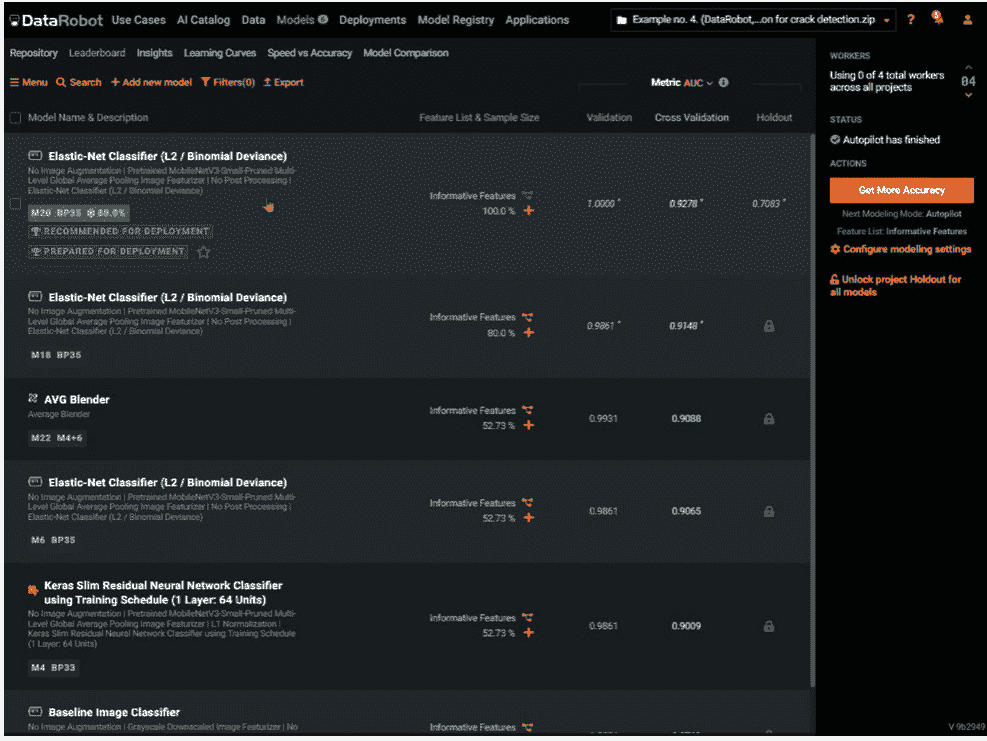 DataRobot Use Cases AI Catalog Data Models Deployments Model Registry Applications Example no. 4. (DataRobot,...on for crack detection.zip ?
Repository Leaderboard Insights Learning Curves Speed vs Accuracy Model Comparison
Menu Search + Add new model Filters(0) Export
Metric AUC
Model Name & Description Feature List & Sample Size Validation Cross Validation Holdout
Elastic-Net Classifier (L2 / Binomial Deviance)
No Image Augmentation | Pretrained MobileNetV3-Small-Pruned Multi-
Level Global Average Pooling Image Featurizer | No Post Processing |
Elastic-Net Classifier (L2 / Binomial Deviance)
Informative Features
100.0 % +
1.0000 * 0.9278 * 0.7083 *
M20 BP35
RECOMMENDED FOR DEPLOYMENT
PREPARED FOR DEPLOYMENT
Elastic-Net Classifier (L2 / Binomial Deviance)
No Image Augmentation | Pretrained MobileNetV3-Small-Pruned Multi-
Level Global Average Pooling Image Featurizer | No Post Processing |
Elastic-Net Classifier (L2 / Binomial Deviance)
Informative Features
80.0 % +
0.9861 * 0.9148 *
M18 BP35
AVG Blender
Average Blender
Informative Features
52.73 % +
0.9931 0.9088
M22 M4+6
Elastic-Net Classifier (L2 / Binomial Deviance)
No Image Augmentation | Pretrained MobileNetV3-Small-Pruned Multi-
Level Global Average Pooling Image Featurizer | No Post Processing |
Elastic-Net Classifier (L2 / Binomial Deviance)
Informative Features
52.73 % +
0.9861 0.9065
M6 BP35
Keras Slim Residual Neural Network Classifier
using Training Schedule (1 Layer: 64 Units)
No Image Augmentation | Pretrained MobileNetV3-Small-Pruned Multi-
Level Global Average Pooling Image Featurizer | L1 Normalization |
Keras Slim Residual Neural Network Classifier using Training Schedule
(1 Layer: 64 Units)
Informative Features
52.73 % +
0.9861 0.9009
M4 BP33
Baseline Image Classifier
No Image Augmentation | Grayscale Downscaled Image Featurizer | No
Informative Features
WORKERS
Using 0 of 4 total workers
across all projects
04
STATUS
Autopilot has finished
ACTIONS
Get More Accuracy
Next Modeling Mode: Autopilot
Feature List: Informative Features
Configure modeling settings
Unlock project Holdout for
all models
V 9b2949